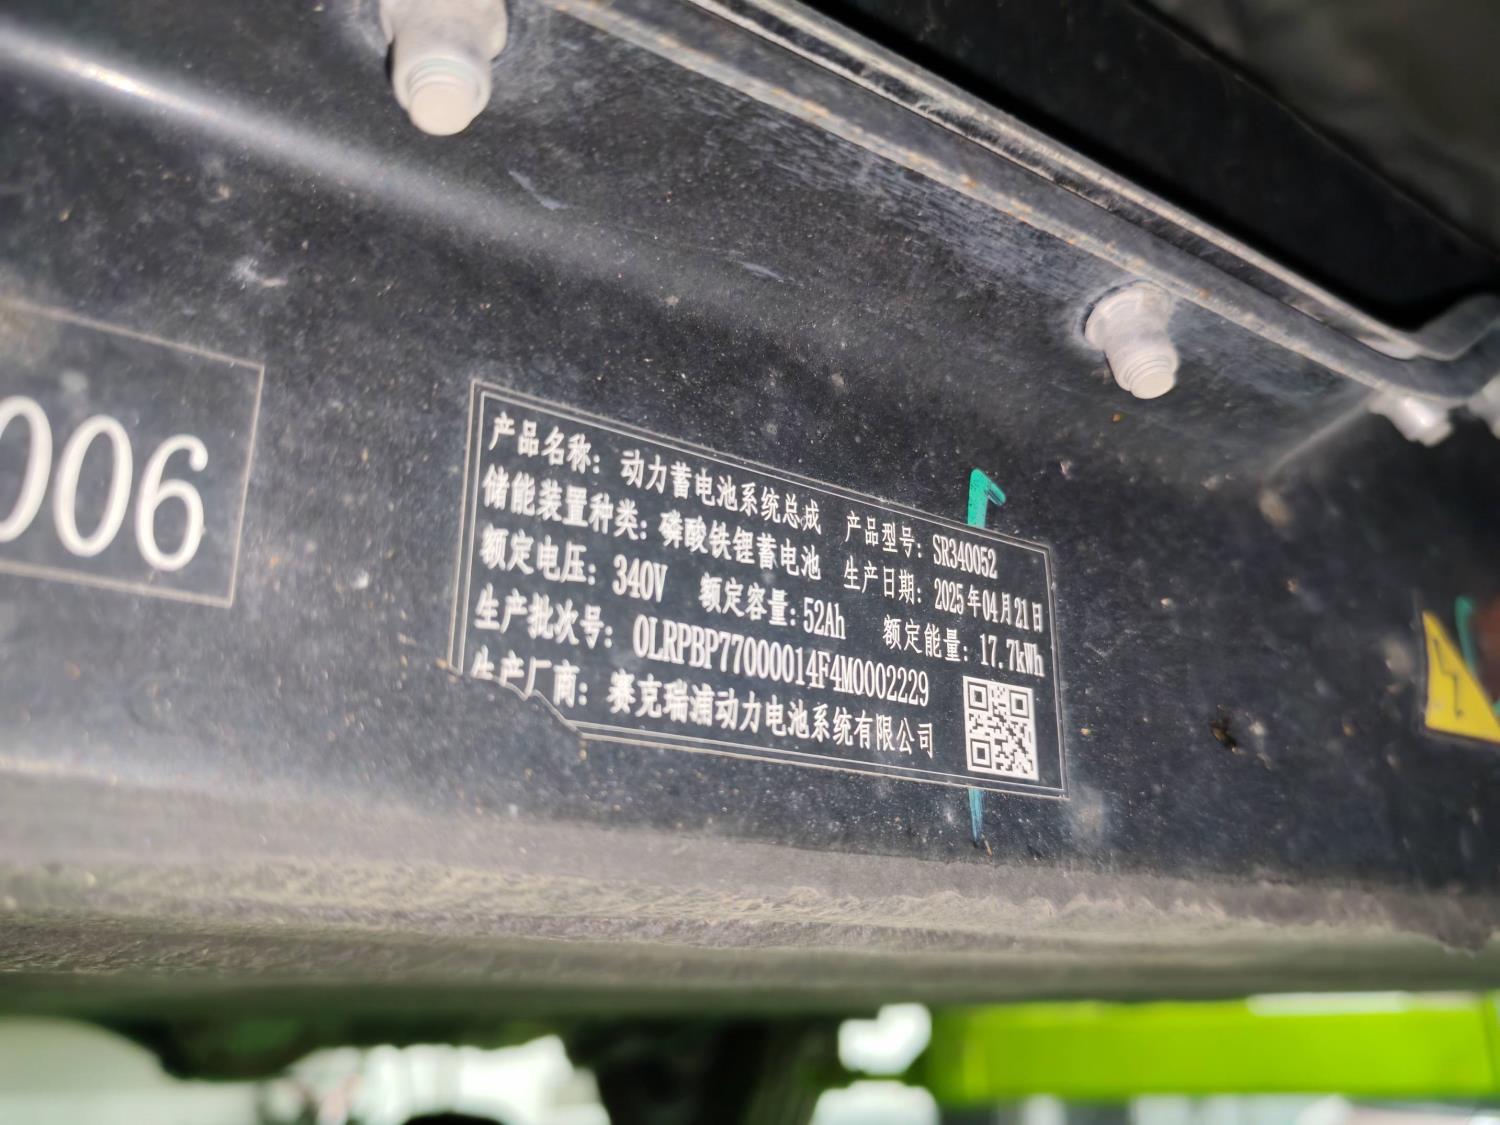 006
产品名称：动力蓄电池系统总成 产品型号：SR340052
储能装置种类：磷酸铁锂蓄电池 生产日期：2025年04月21日
额定电压：340V 额定容量：52Ah 额定能量：17.7kWh
生产批次号：0LRPBP77000014F4M0002229
生产厂商：赛克瑞浦动力电池系统有限公司